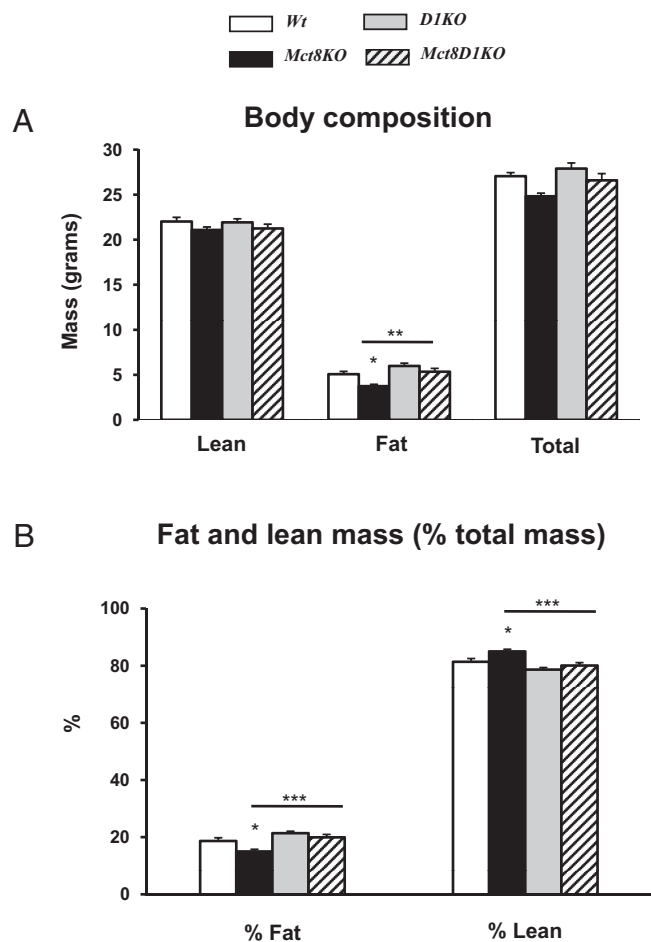 Wt D1KO
Mct8KO Mct8D1KO
A
Body composition
30
25
20
15
10
5
0
Mass (grams)
**
*
Lean Fat Total
B
Fat and lean mass (% total mass)
100
80
60
40
20
0
%
***
*
***
*
% Fat % Lean